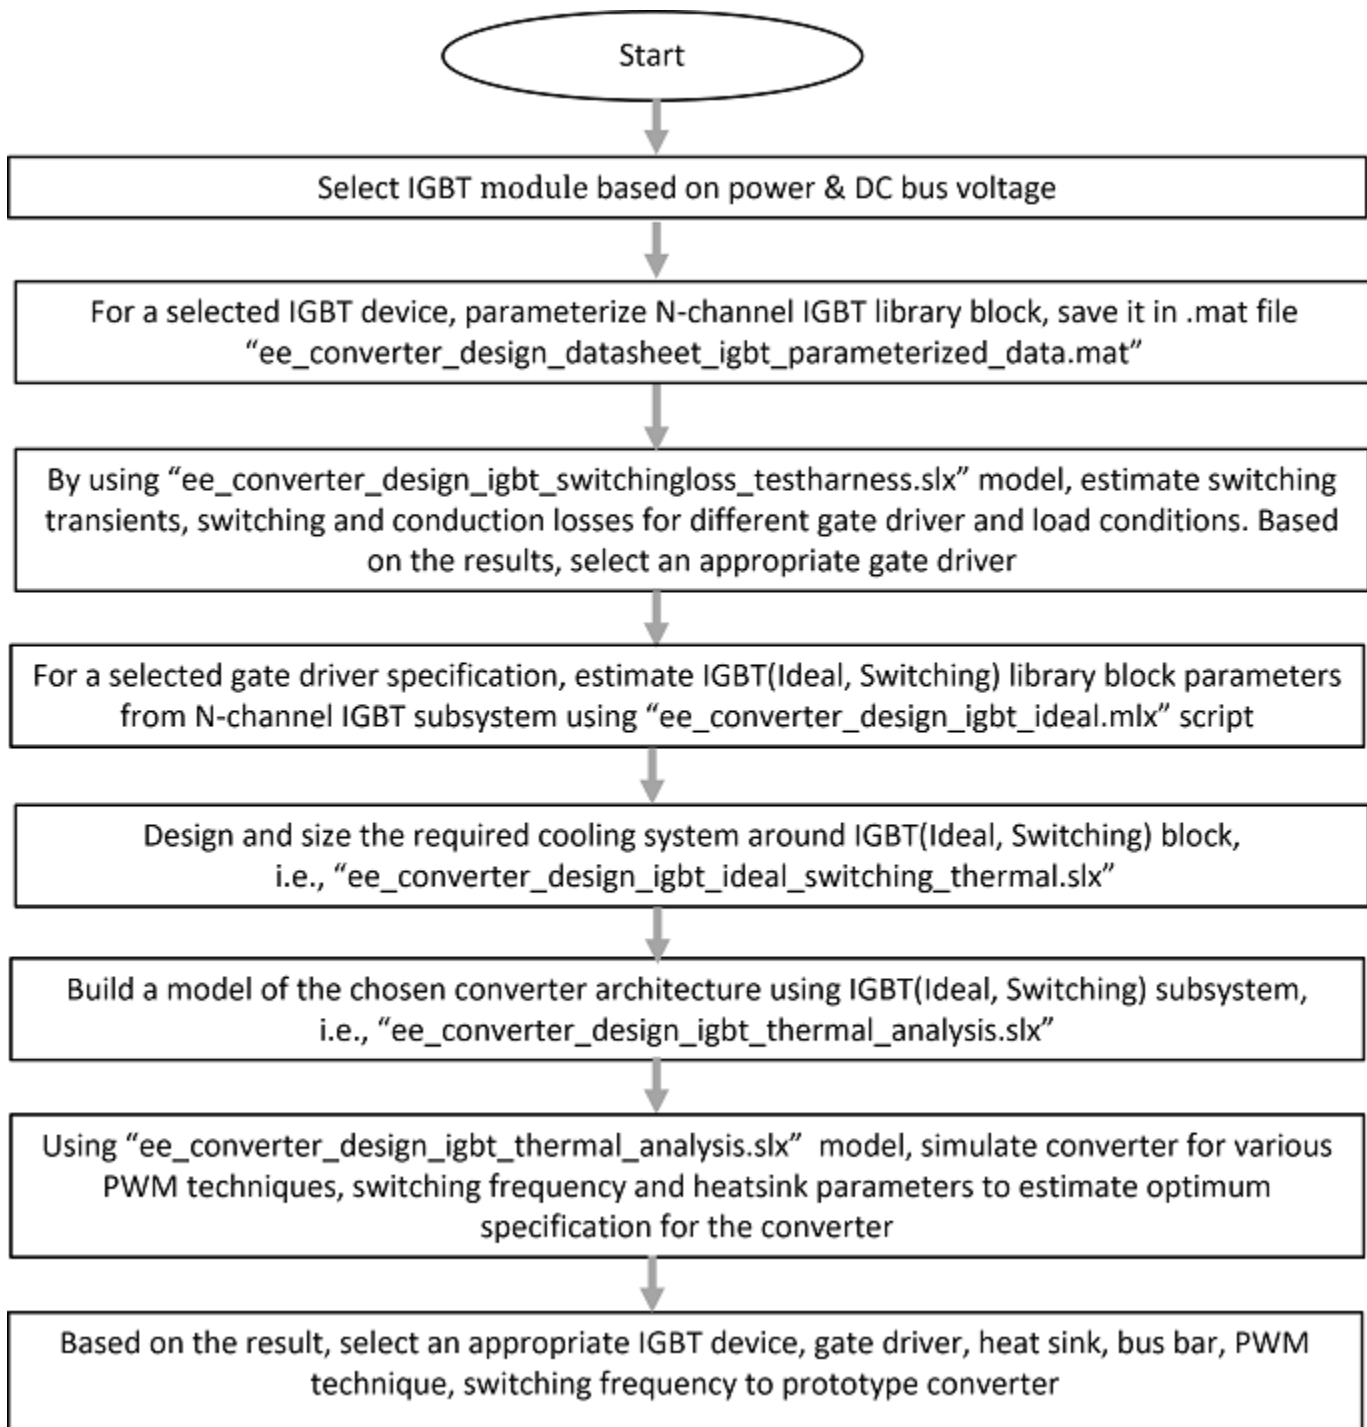 Start
Select IGBT module based on power & DC bus voltage
For a selected IGBT device, parameterize N-channel IGBT library block, save it in .mat file
“ee_converter_design_datasheet_igbt_parameterized_data.mat”
By using “ee_converter_design_igbt_switchingloss_testharness.slx” model, estimate switching
transients, switching and conduction losses for different gate driver and load conditions. Based
on the results, select an appropriate gate driver
For a selected gate driver specification, estimate IGBT(Ideal, Switching) library block parameters
from N-channel IGBT subsystem using “ee_converter_design_igbt_ideal.mlx” script
Design and size the required cooling system around IGBT(Ideal, Switching) block,
i.e., “ee_converter_design_igbt_ideal_switching_thermal.slx”
Build a model of the chosen converter architecture using IGBT(Ideal, Switching) subsystem,
i.e., “ee_converter_design_igbt_thermal_analysis.slx”
Using “ee_converter_design_igbt_thermal_analysis.slx” model, simulate converter for various
PWM techniques, switching frequency and heatsink parameters to estimate optimum
specification for the converter
Based on the result, select an appropriate IGBT device, gate driver, heat sink, bus bar, PWM
technique, switching frequency to prototype converter